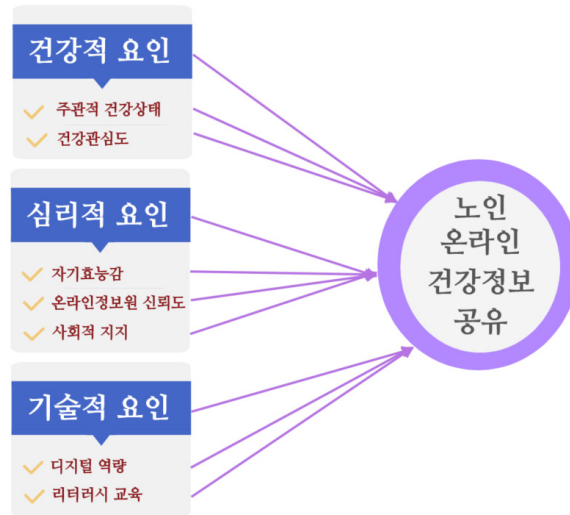 건강적 요인
주관적 건강상태
건강관심도
심리적 요인
자기효능감
온라인정보원 신뢰도
사회적 지지
기술적 요인
디지털 역량
리터러시 교육
노인
온라인
건강정보
공유